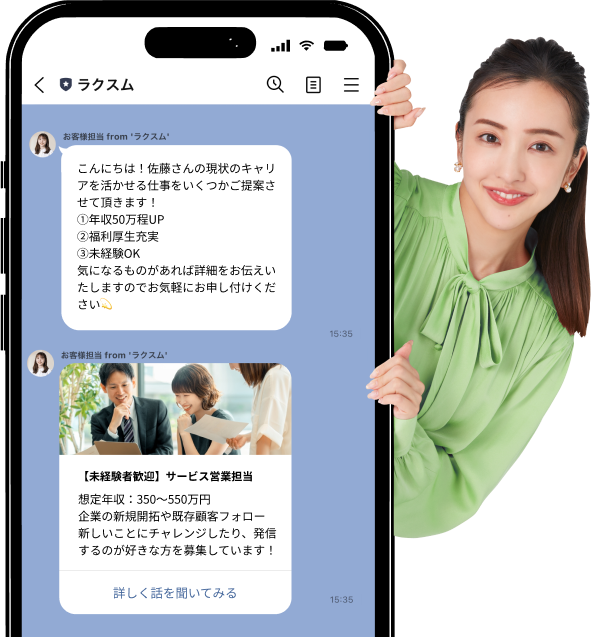 ラクスム
お客様担当 from 'ラクスム'
こんにちは！佐藤さんの現状のキャリ
アを活かせる仕事をいくつかご提案さ
せて頂きます！
①年収50万程UP
②福利厚生充実
③未経験OK
気になるものがあれば詳細をお伝えい
たしますのでお気軽にお申し付けくだ
さい💫
15:35
お客様担当 from 'ラクスム'
【未経験者歓迎】サービス営業担当
想定年収：350〜550万円
企業の新規開拓や既存顧客フォロー
新しいことにチャレンジしたり、発信
するのが好きな方を募集しています！
詳しく話を聞いてみる
15:35